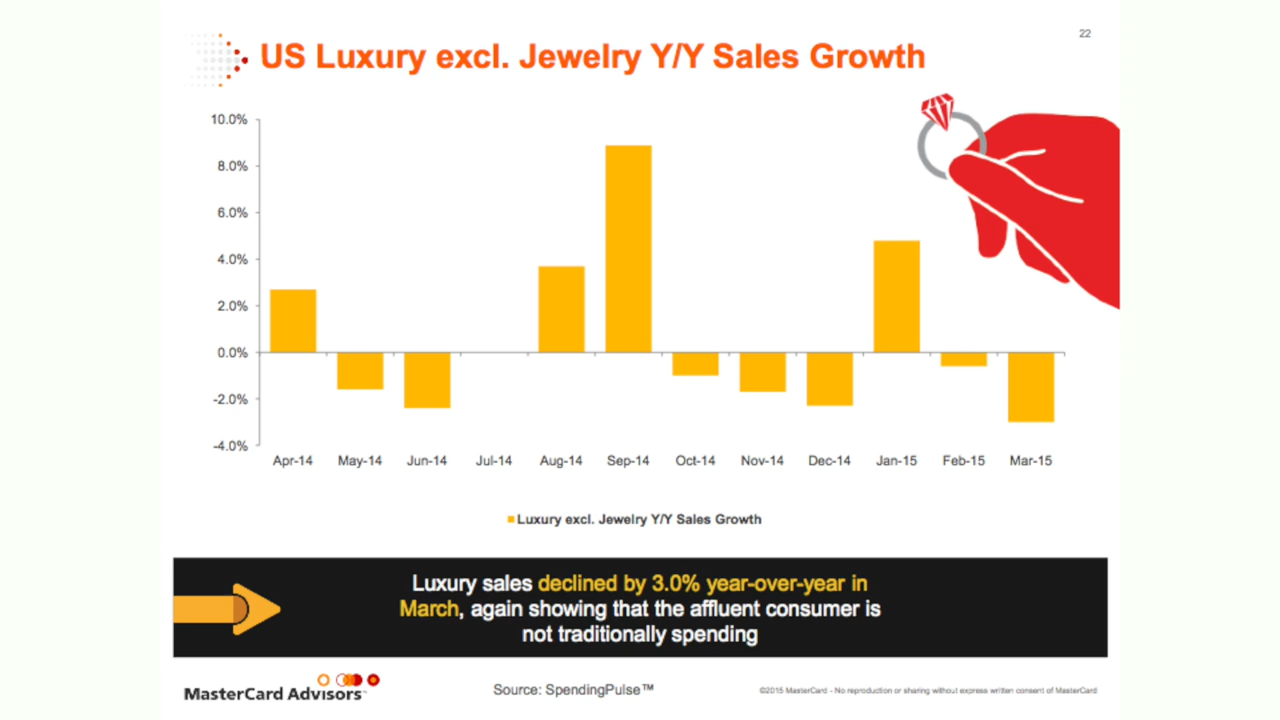 22
US Luxury excl. Jewelry Y/Y Sales Growth
10.0%
8.0%
6.0%
4.0%
2.0%
0.0%
-2.0%
-4.0%
Apr-14 May-14 Jun-14 Jul-14 Aug-14 Sep-14 Oct-14 Nov-14 Dec-14 Jan-15 Feb-15 Mar-15
Luxury excl. Jewelry Y/Y Sales Growth
Luxury sales declined by 3.0% year-over-year in
March, again showing that the affluent consumer is
not traditionally spending
MasterCard Advisors™
Source: SpendingPulse™
©2015 MasterCard - No reproduction or sharing without express written consent of MasterCard